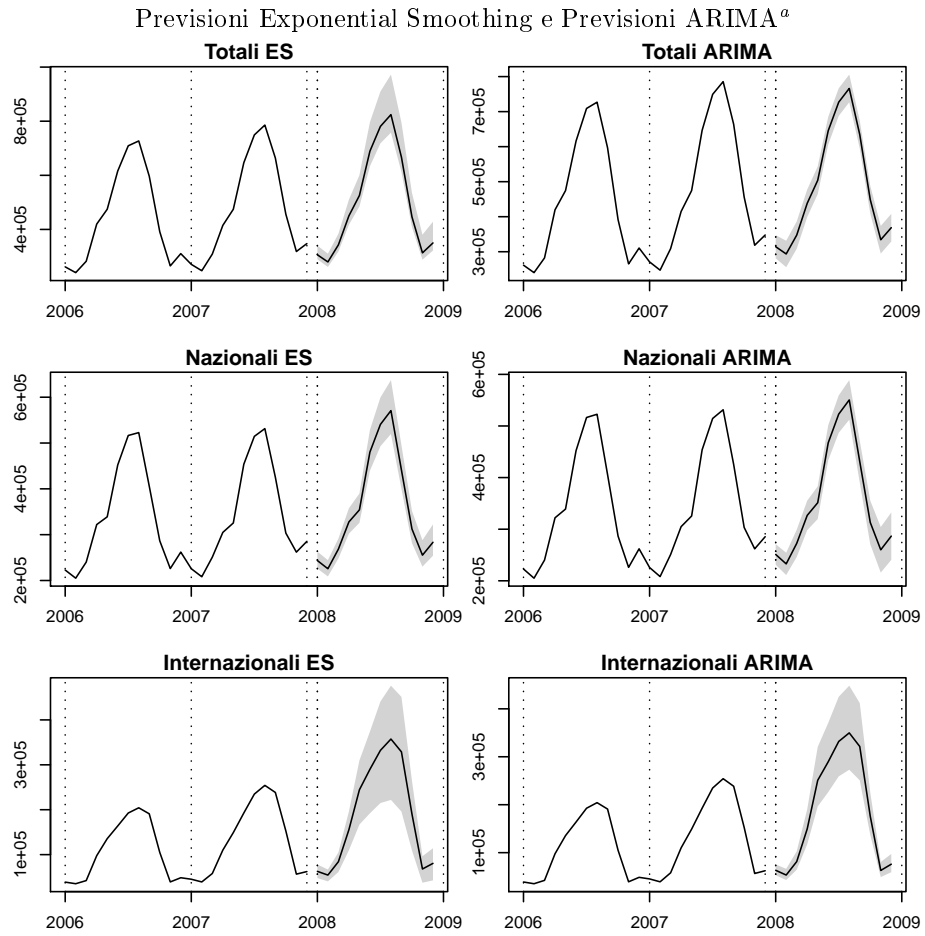 Previsioni Exponential Smoothing e Previsioni ARIMAᵃ
Totali ES
4e+05
8e+05
2006
2007
2008
2009
Totali ARIMA
3e+05
5e+05
7e+05
2006
2007
2008
2009
Nazionali ES
2e+05
4e+05
6e+05
2006
2007
2008
2009
Nazionali ARIMA
2e+05
4e+05
6e+05
2006
2007
2008
2009
Internazionali ES
1e+05
3e+05
2006
2007
2008
2009
Internazionali ARIMA
1e+05
3e+05
2006
2007
2008
2009